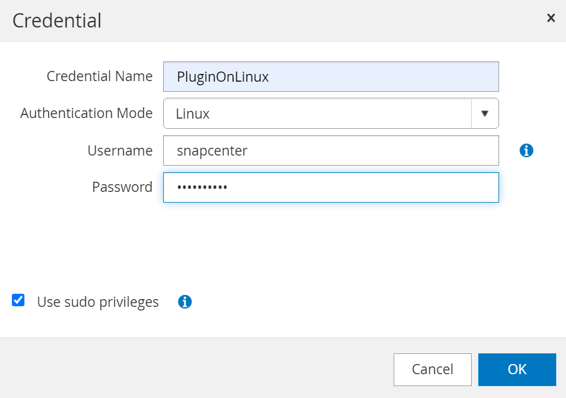 Credential
x
Credential Name PluginOnLinux
Authentication Mode Linux
Username snapcenter
Password ••••••••••
Use sudo privileges
Cancel OK